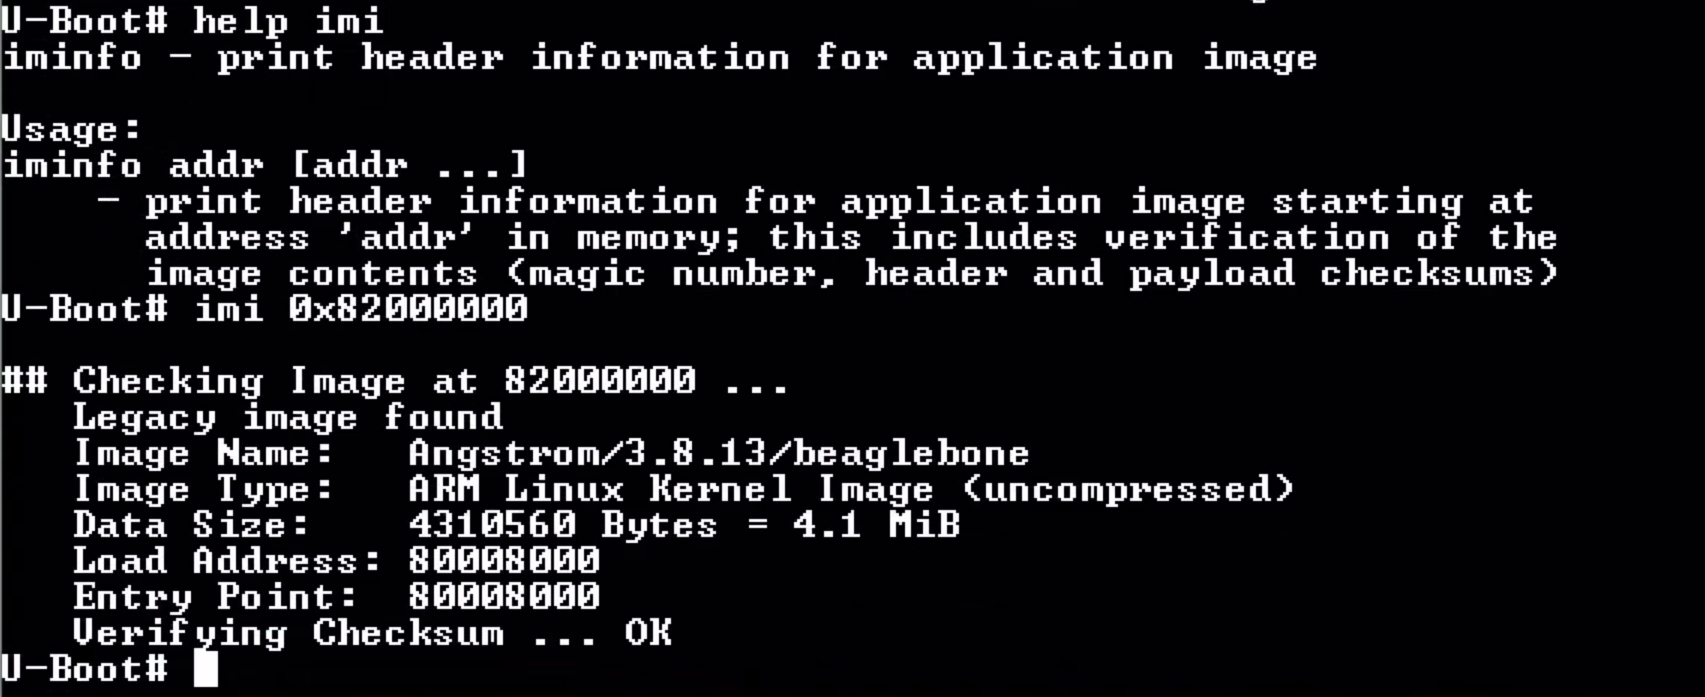 U-Boot# help imi
iminfo - print header information for application image
Usage:
iminfo addr [addr ...]
    - print header information for application image starting at
      address 'addr' in memory; this includes verification of the
      image contents (magic number, header and payload checksums)
U-Boot# imi 0x82000000
## Checking Image at 82000000 ...
   Legacy image found
   Image Name:   Angstrom/3.8.13/beaglebone
   Image Type:   ARM Linux Kernel Image (uncompressed)
   Data Size:    4310560 Bytes = 4.1 MiB
   Load Address: 80008000
   Entry Point:  80008000
   Verifying Checksum ... OK
U-Boot#